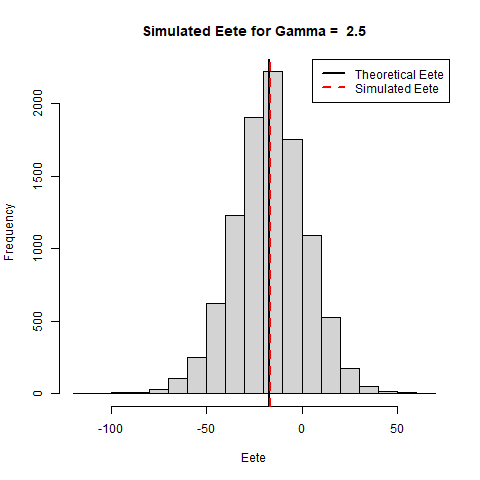 Simulated Eete for Gamma =  2.5
Theoretical Eete
Simulated Eete
Frequency
2000
1500
1000
500
0
-100
-50
0
50
Eete